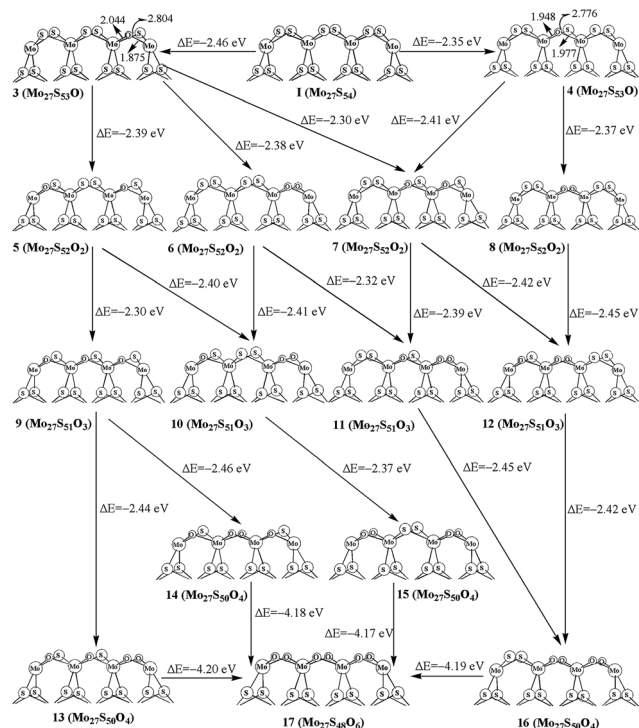 2.044
2.804
1.875
ΔE=−2.46 eV
ΔE=−2.35 eV
1.948
2.776
1.977
3 (Mo27S53O)
I (Mo27S54)
4 (Mo27S53O)
ΔE=−2.39 eV
ΔE=−2.38 eV
ΔE=−2.30 eV
ΔE=−2.41 eV
ΔE=−2.37 eV
5 (Mo27S52O2)
6 (Mo27S52O2)
7 (Mo27S52O2)
8 (Mo27S52O2)
ΔE=−2.30 eV
ΔE=−2.40 eV
ΔE=−2.41 eV
ΔE=−2.32 eV
ΔE=−2.39 eV
ΔE=−2.42 eV
ΔE=−2.45 eV
9 (Mo27S51O3)
10 (Mo27S51O3)
11 (Mo27S51O3)
12 (Mo27S51O3)
ΔE=−2.44 eV
ΔE=−2.46 eV
ΔE=−2.37 eV
ΔE=−2.45 eV
ΔE=−2.42 eV
14 (Mo27S50O4)
15 (Mo27S50O4)
ΔE=−4.18 eV
ΔE=−4.17 eV
ΔE=−4.20 eV
ΔE=−4.19 eV
13 (Mo27S50O4)
17 (Mo27S48O6)
16 (Mo27S50O4)